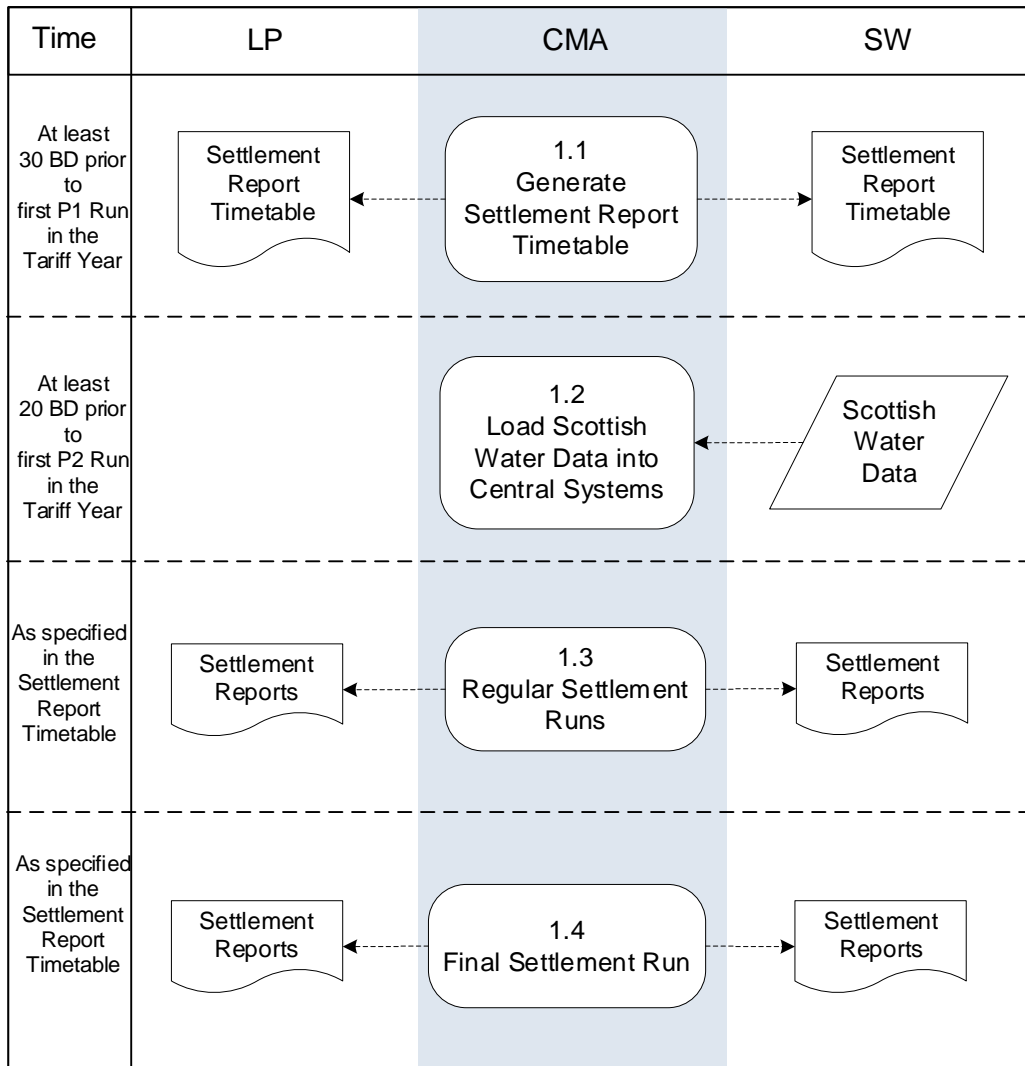 Time
LP
CMA
SW
At least
30 BD prior
to
first P1 Run
in the
Tariff Year
Settlement
Report
Timetable
1.1
Generate
Settlement Report
Timetable
Settlement
Report
Timetable
At least
20 BD prior
to
first P2 Run
in the
Tariff Year
1.2
Load Scottish
Water Data into
Central Systems
Scottish
Water
Data
As specified
in the
Settlement
Report
Timetable
Settlement
Reports
1.3
Regular Settlement
Runs
Settlement
Reports
As specified
in the
Settlement
Report
Timetable
Settlement
Reports
1.4
Final Settlement Run
Settlement
Reports